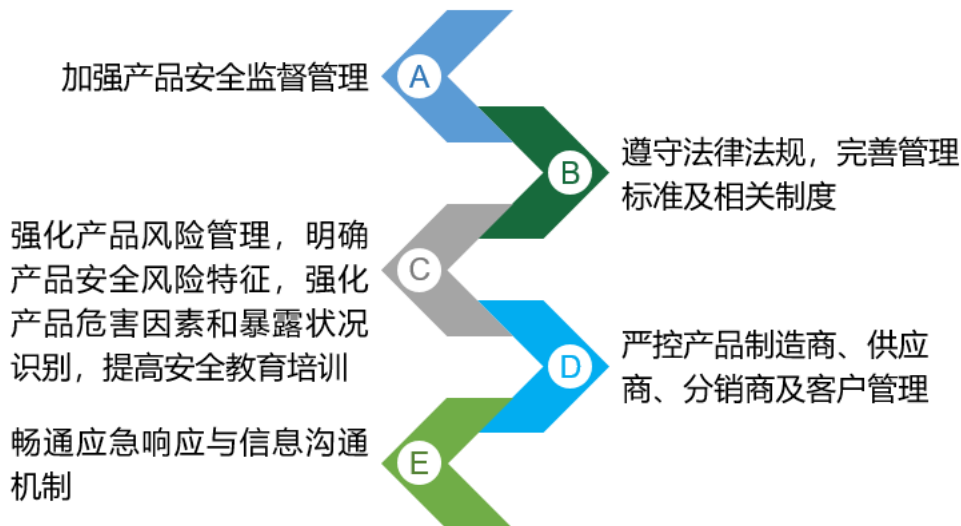 加强产品安全监督管理
A
B
遵守法律法规，完善管理
标准及相关制度
强化产品风险管理，明确
产品安全风险特征，强化
产品危害因素和暴露状况
识别，提高安全教育培训
C
D
严控产品制造商、供应
商、分销商及客户管理
畅通应急响应与信息沟通
机制
E